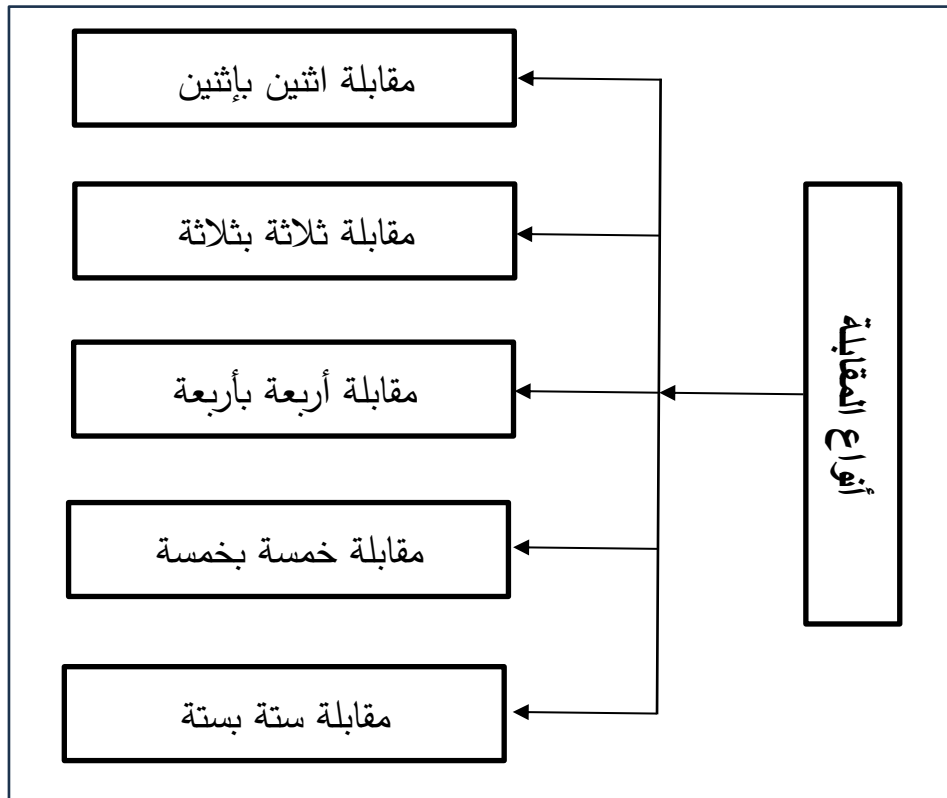 أنواع المقابلة
مقابلة اثنين بإثنين
مقابلة ثلاثة بثلاثة
مقابلة أربعة بأربعة
مقابلة خمسة بخمسة
مقابلة ستة بستة